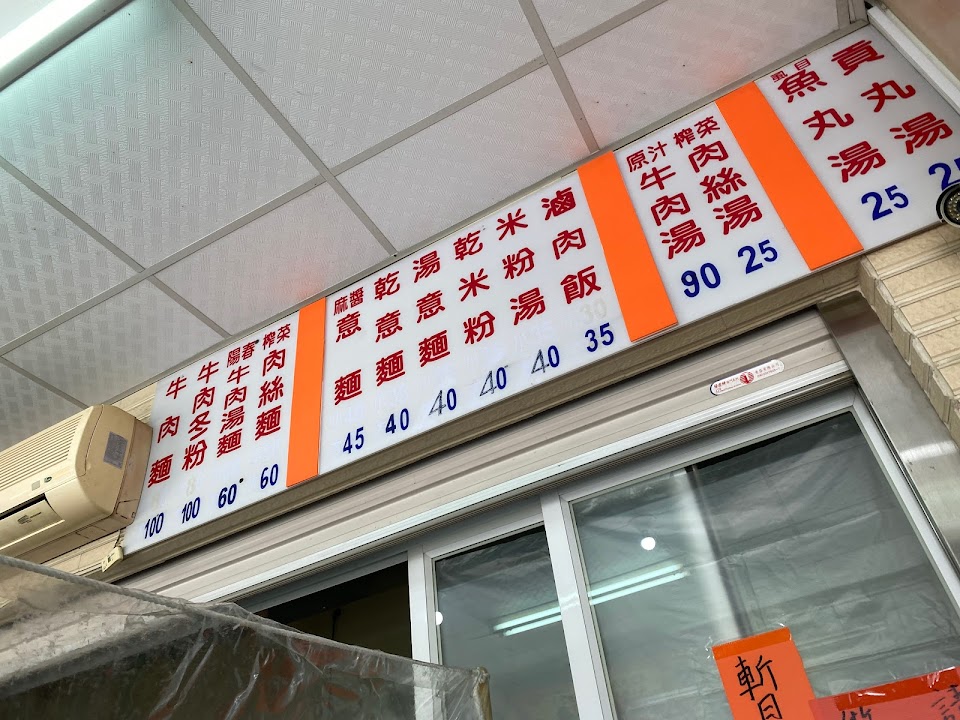 牛肉麵 100
牛肉冬粉 100
陽春牛肉湯麵 60
榨菜肉絲麵 60
麻醬意麵 45
乾意麵 40
湯意麵 40
乾米粉 40
米粉湯 40
滷肉飯 35
原汁牛肉湯 90
榨菜肉絲湯 25
虱目魚丸湯 25
貢丸湯 25